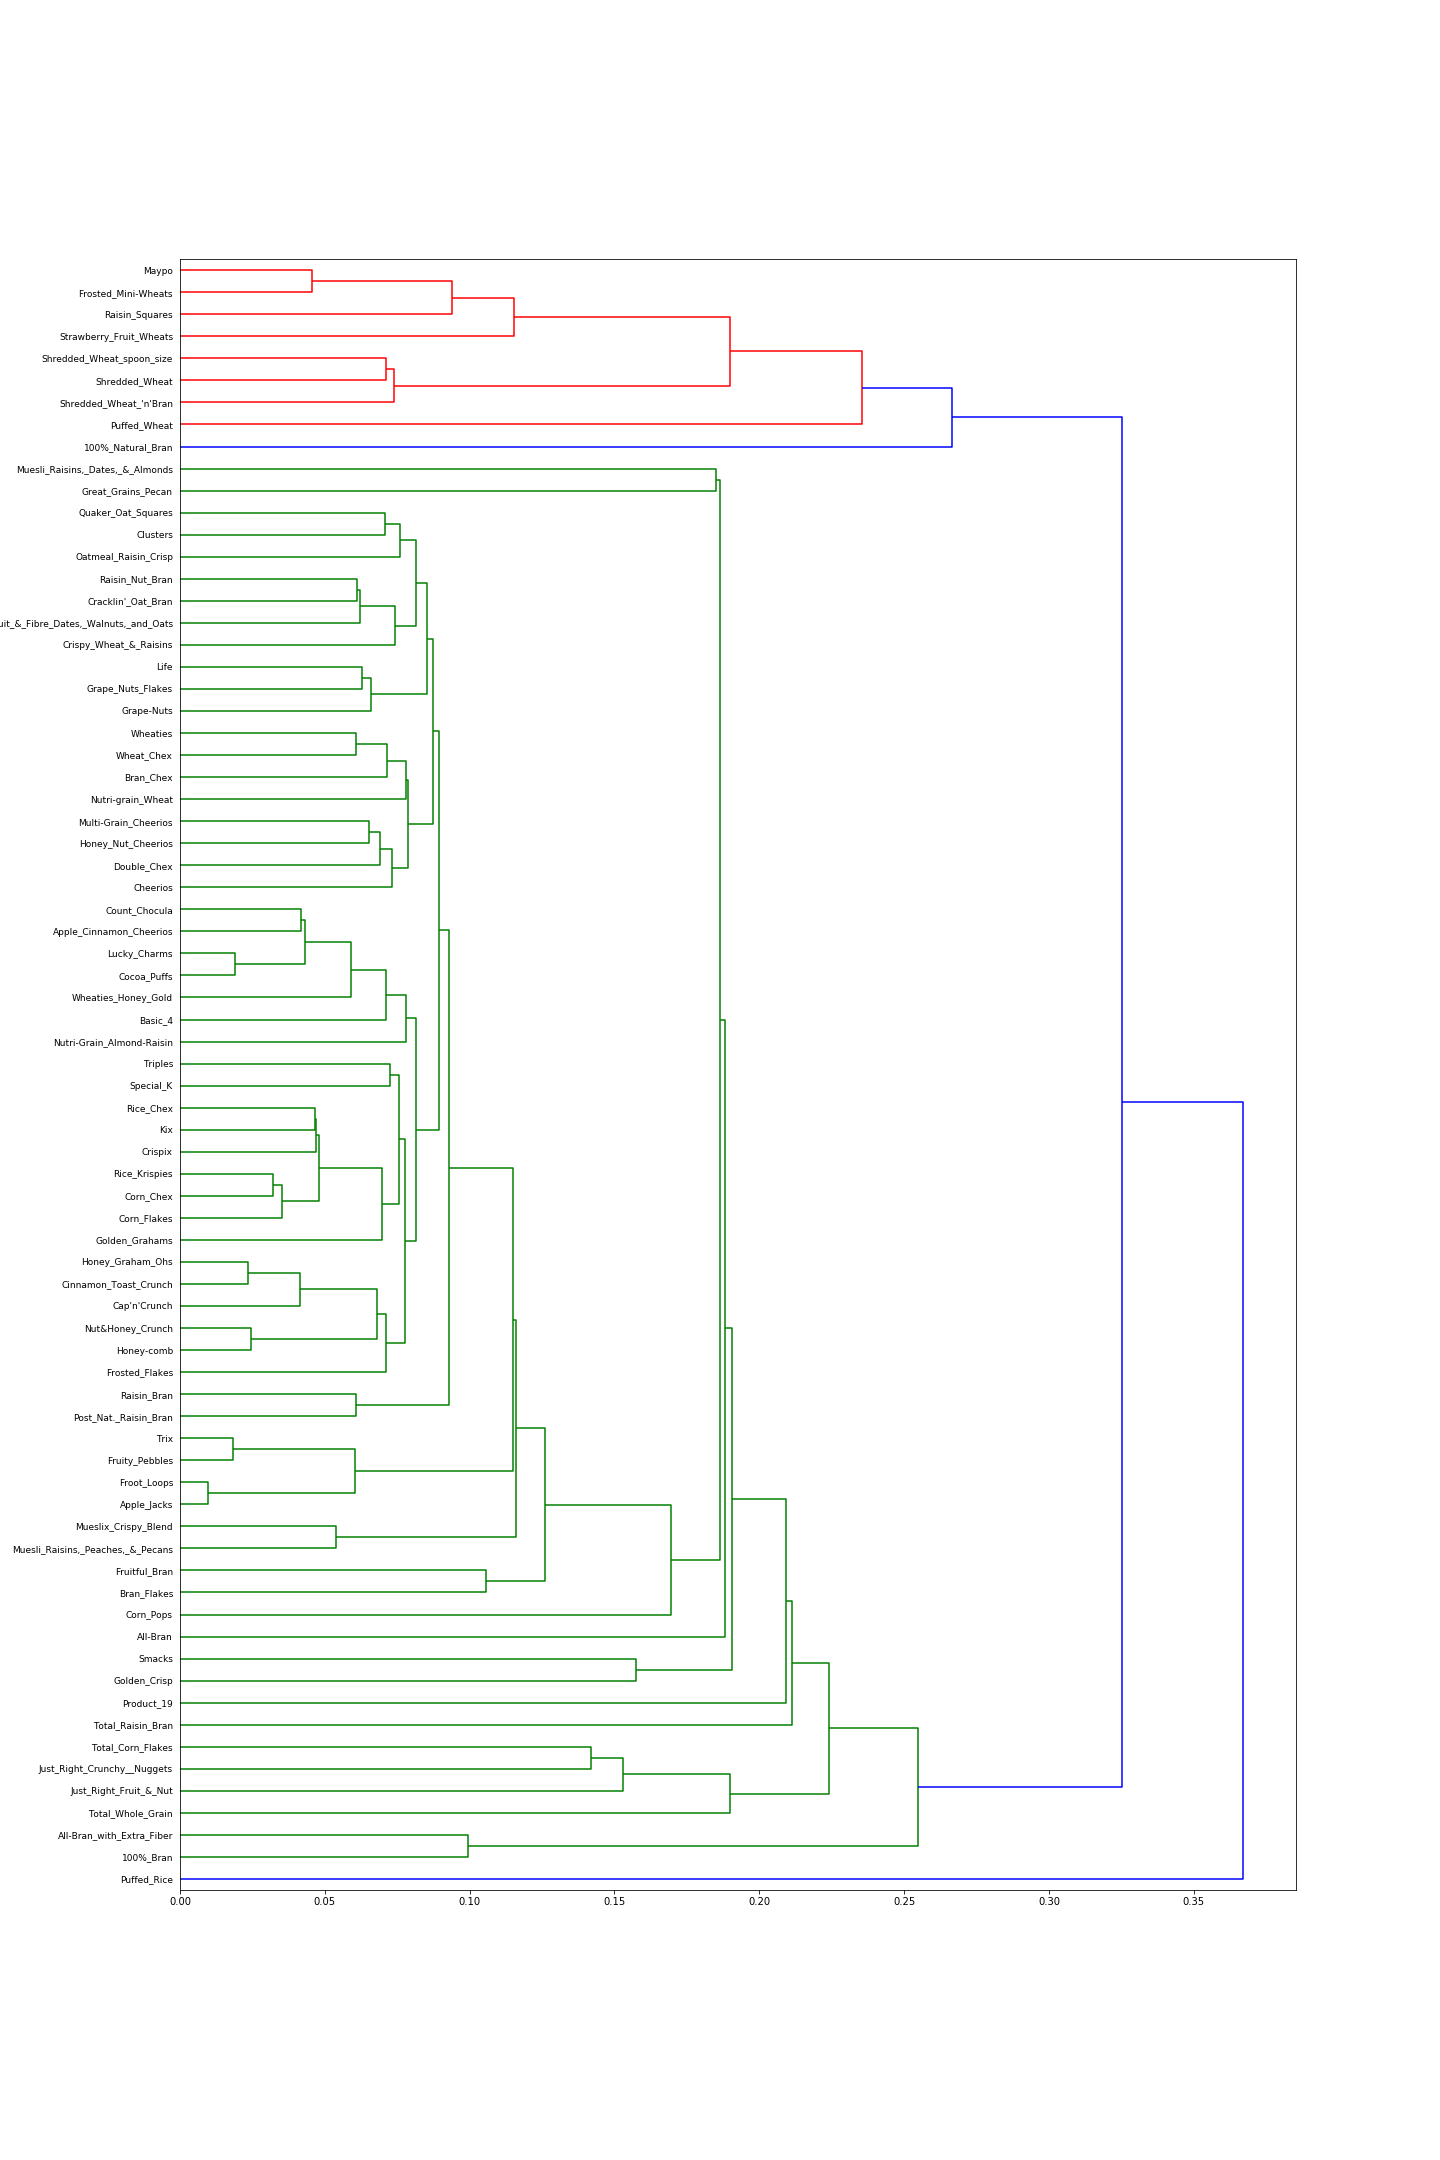 Maypo
Frosted_Mini-Wheats
Raisin_Squares
Strawberry_Fruit_Wheats
Shredded_Wheat_spoon_size
Shredded_Wheat
Shredded_Wheat_'n'Bran
Puffed_Wheat
100%_Natural_Bran
Muesli_Raisins,_Dates,_&_Almonds
Great_Grains_Pecan
Quaker_Oat_Squares
Clusters
Oatmeal_Raisin_Crisp
Raisin_Nut_Bran
Cracklin'_Oat_Bran
uit_&_Fibre_Dates,_Walnuts,_and_Oats
Crispy_Wheat_&_Raisins
Life
Grape_Nuts_Flakes
Grape-Nuts
Wheaties
Wheat_Chex
Bran_Chex
Nutri-grain_Wheat
Multi-Grain_Cheerios
Honey_Nut_Cheerios
Double_Chex
Cheerios
Count_Chocula
Apple_Cinnamon_Cheerios
Lucky_Charms
Cocoa_Puffs
Wheaties_Honey_Gold
Basic_4
Nutri-Grain_Almond-Raisin
Triples
Special_K
Rice_Chex
Kix
Crispix
Rice_Krispies
Corn_Chex
Corn_Flakes
Golden_Grahams
Honey_Graham_Ohs
Cinnamon_Toast_Crunch
Cap'n'Crunch
Nut&Honey_Crunch
Honey-comb
Frosted_Flakes
Raisin_Bran
Post_Nat._Raisin_Bran
Trix
Fruity_Pebbles
Froot_Loops
Apple_Jacks
Mueslix_Crispy_Blend
Muesli_Raisins,_Peaches,_&_Pecans
Fruitful_Bran
Bran_Flakes
Corn_Pops
All-Bran
Smacks
Golden_Crisp
Product_19
Total_Raisin_Bran
Total_Corn_Flakes
Just_Right_Crunchy__Nuggets
Just_Right_Fruit_&_Nut
Total_Whole_Grain
All-Bran_with_Extra_Fiber
100%_Bran
Puffed_Rice
0.00 0.05 0.10 0.15 0.20 0.25 0.30 0.35